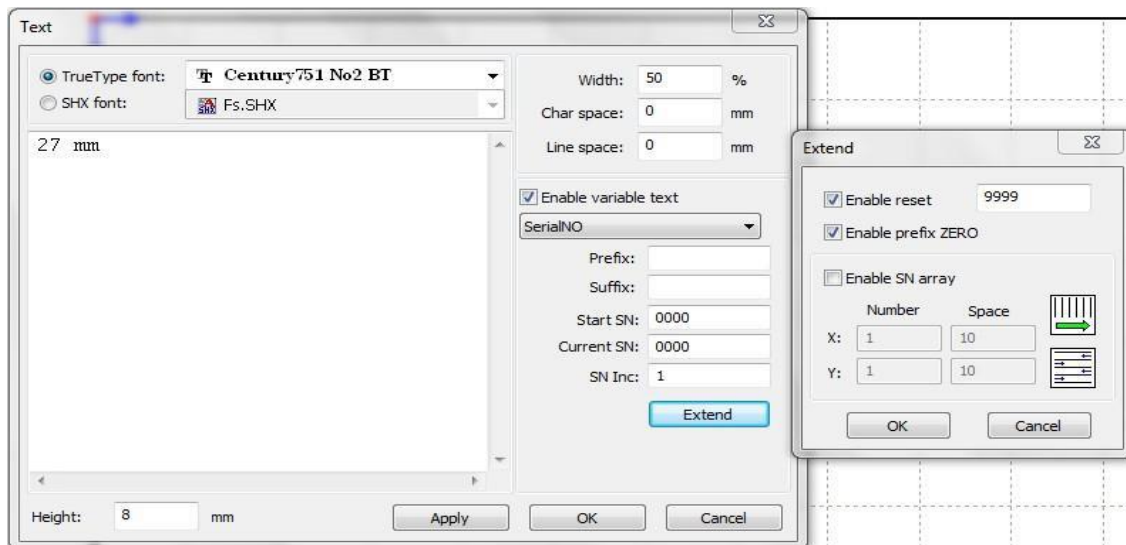 Text
TrueType font: Century751 No2 BT
SHX font: Fs.SHX
27 mm
Height: 8 mm
Apply
OK
Cancel
Width: 50 %
Char space: 0 mm
Line space: 0 mm
Enable variable text
SerialNO
Prefix:
Suffix:
Start SN: 0000
Current SN: 0000
SN Inc: 1
Extend
Extend
Enable reset 9999
Enable prefix ZERO
Enable SN array
Number Space
X: 1 10
Y: 1 10
OK
Cancel